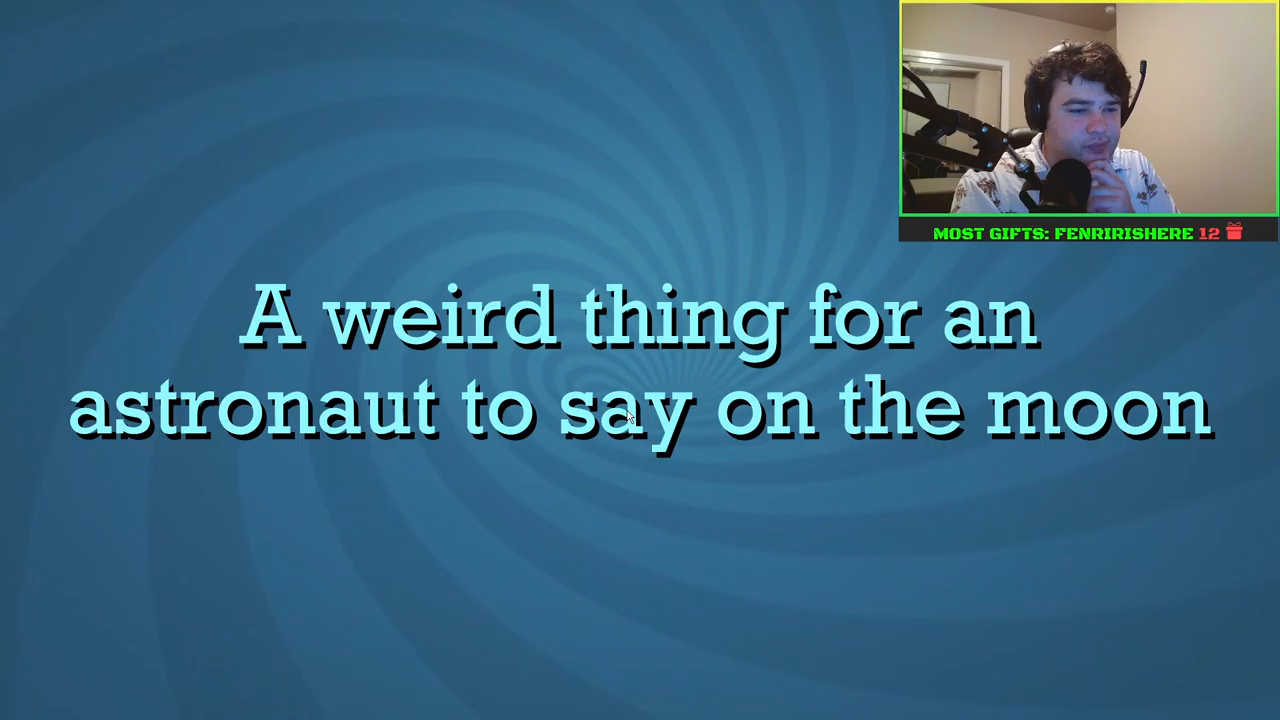 MOST GIFTS: FENRIRISHERE 12
A weird thing for an
astronaut to say on the moon